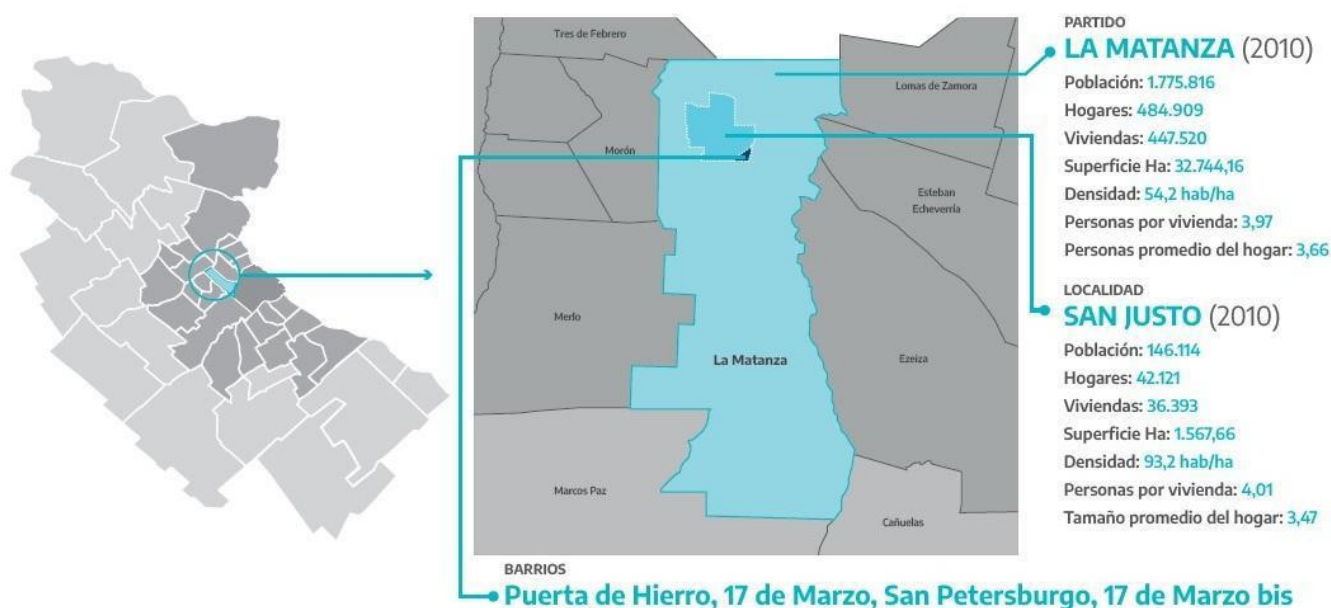 Tres de Febrero
Lomas de Zamora
Morón
Esteban
Echeverría
Merlo
La Matanza
Ezeiza
Marcos Paz
Cañuelas
PARTIDO
LA MATANZA (2010)
Población: 1.775.816
Hogares: 484.909
Viviendas: 447.520
Superficie Ha: 32.744,16
Densidad: 54,2 hab/ha
Personas por vivienda: 3,97
Personas promedio del hogar: 3,66
LOCALIDAD
SAN JUSTO (2010)
Población: 146.114
Hogares: 42.121
Viviendas: 36.393
Superficie Ha: 1.567,66
Densidad: 93,2 hab/ha
Personas por vivienda: 4,01
Tamaño promedio del hogar: 3,47
BARRIOS
Puerta de Hierro, 17 de Marzo, San Petersburgo, 17 de Marzo bis